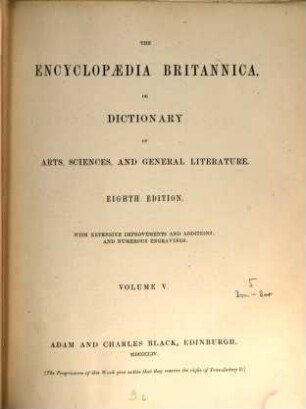 THE
ENCYCLOPÆDIA BRITANNICA,
OR
DICTIONARY
OF
ARTS, SCIENCES, AND GENERAL LITERATURE.
EIGHTH EDITION.
WITH EXTENSIVE IMPROVEMENTS AND ADDITIONS;
AND NUMEROUS ENGRAVINGS.
VOLUME V.
5
ADAM AND CHARLES BLACK, EDINBURGH.
MDCCCLIV.
[The Proprietors of this Work give notice that they reserve the right of Translating it]